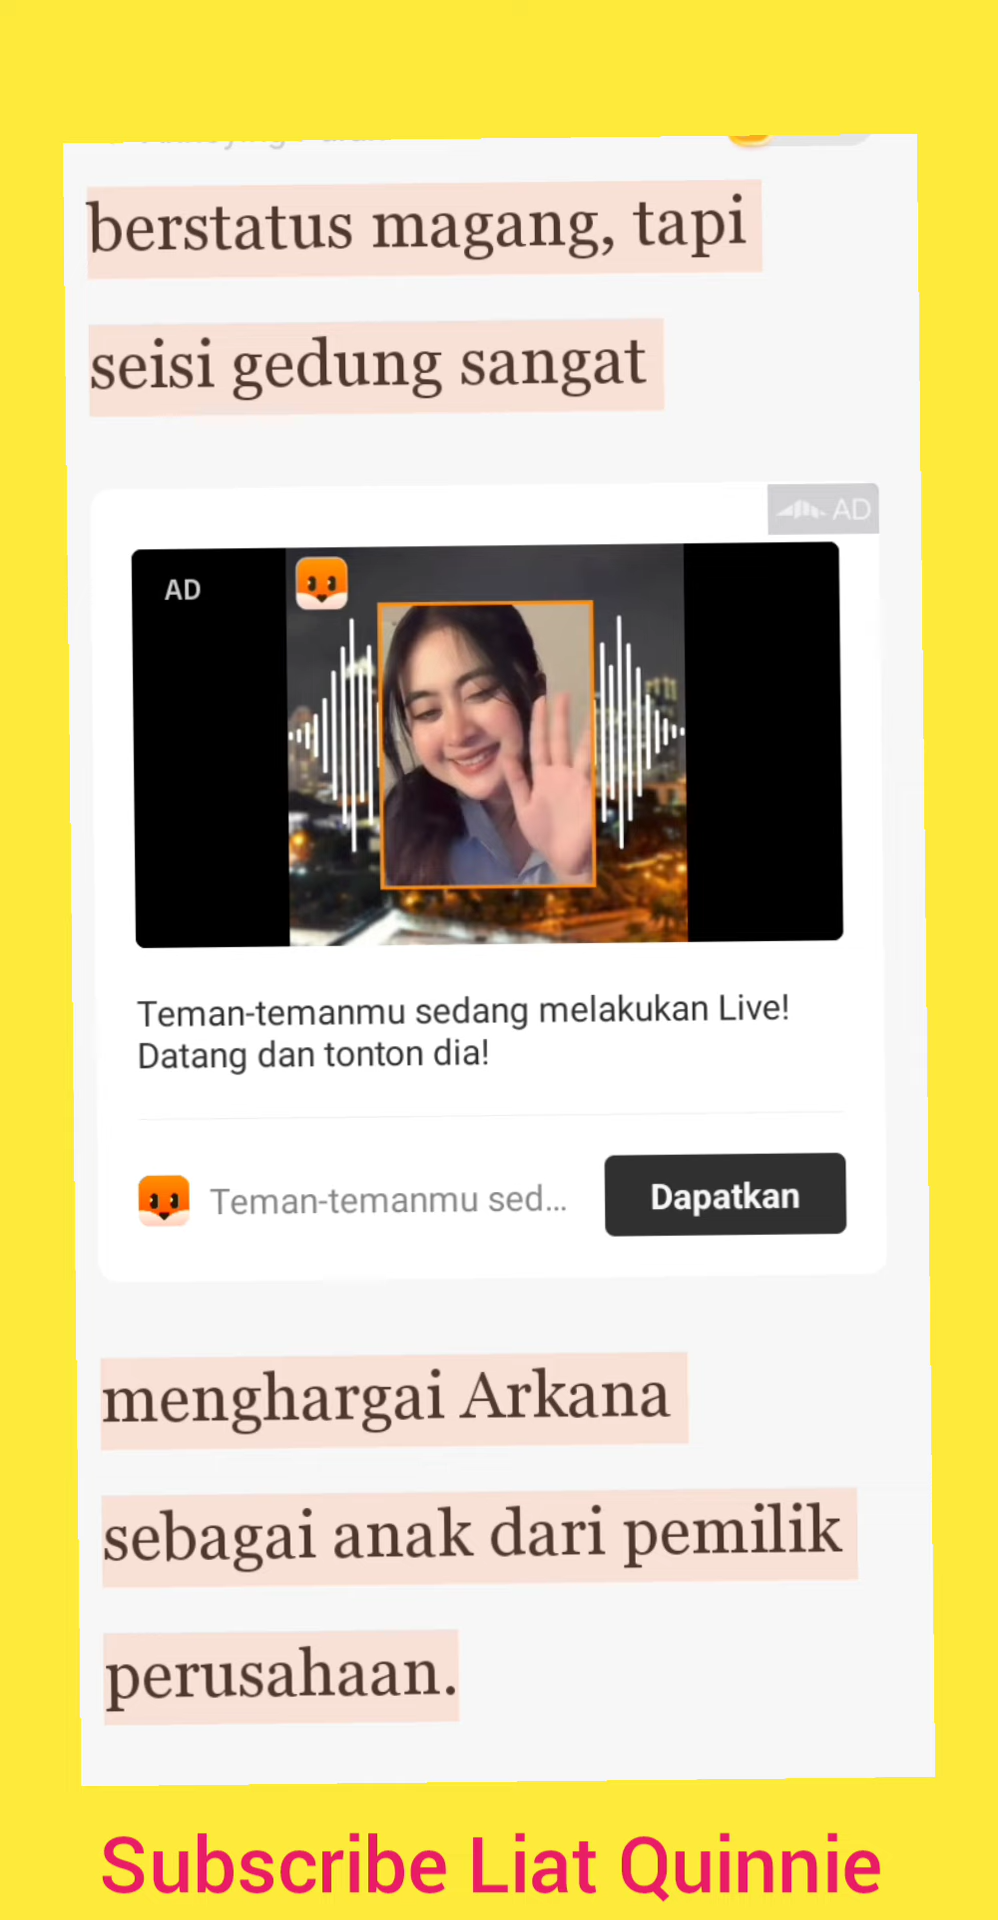 berstatus magang, tapi
seisi gedung sangat
AD
AD
Teman-temanmu sedang melakukan Live!
Datang dan tonton dia!
Teman-temanmu sed...
Dapatkan
menghargai Arkana
sebagai anak dari pemilik
perusahaan.
Subscribe Liat Quinnie